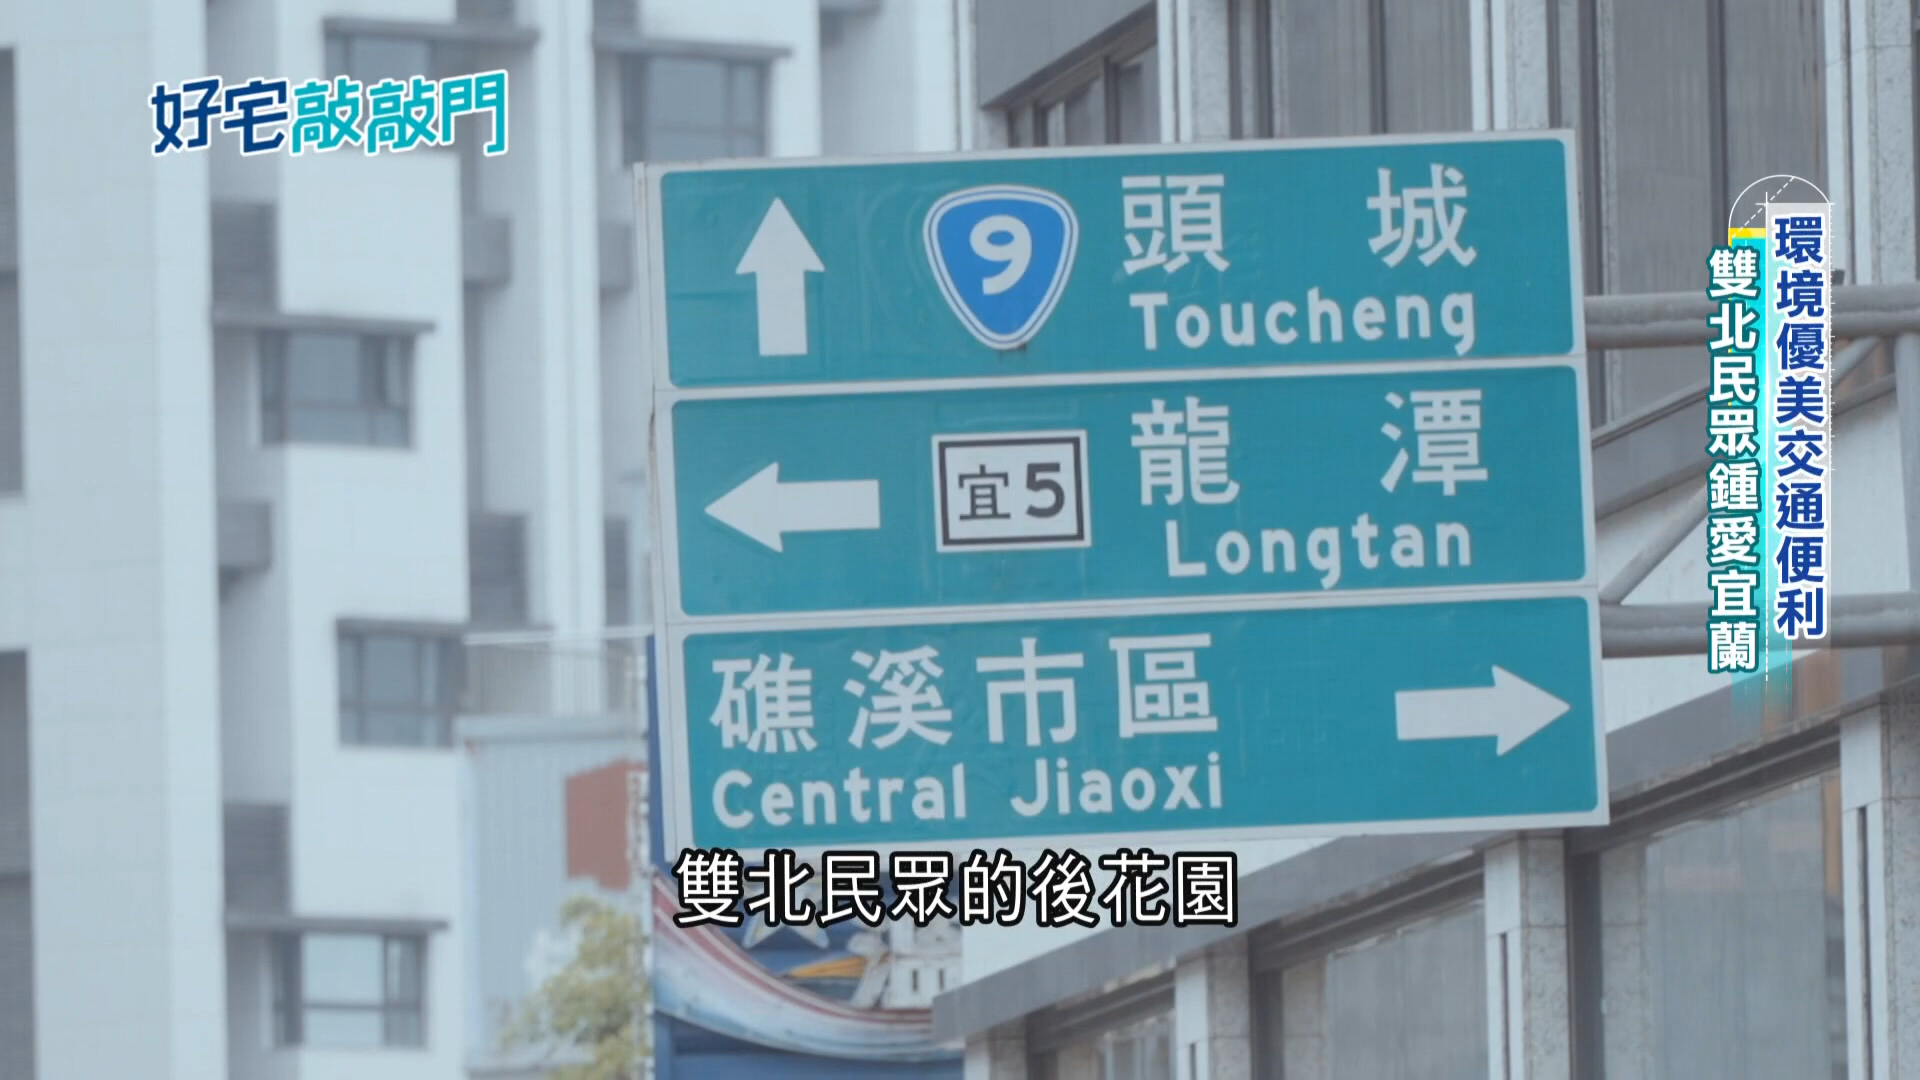 好宅敲敲門
環境優美交通便利
雙北民眾鍾愛宜蘭
9 頭城
Toucheng
宜5 龍潭
Longtan
礁溪市區
Central Jiaoxi
雙北民眾的後花園